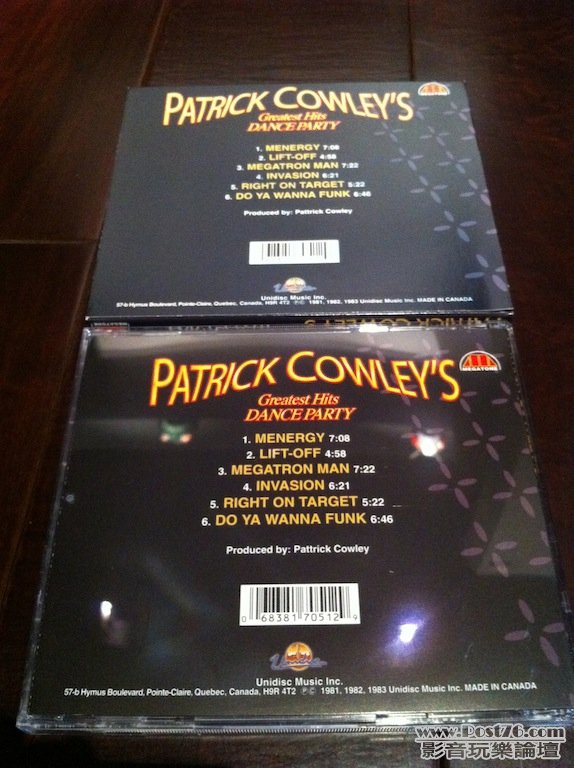 PATRICK COWLEY'S
Greatest Hits
DANCE PARTY
1. MENERGY 7:08
2. LIFT-OFF 4:58
3. MEGATRON MAN 7:22
4. INVASION 6:21
5. RIGHT ON TARGET 5:22
6. DO YA WANNA FUNK 6:46
Produced by: Pattrick Cowley
Unidisc Music Inc.
57-b Hymus Boulevard, Pointe-Claire, Quebec, Canada, H9R 4T2 ℗© 1981, 1982, 1983 Unidisc Music Inc. MADE IN CANADA
PATRICK COWLEY'S
PATRICK COWLEY'S
MEGATONE
Greatest Hits
DANCE PARTY
1. MENERGY 7:08
2. LIFT-OFF 4:58
3. MEGATRON MAN 7:22
4. INVASION 6:21
5. RIGHT ON TARGET 5:22
6. DO YA WANNA FUNK 6:46
Produced by: Pattrick Cowley
0 68381 70512 9
Unidisc
Unidisc Music Inc.
57-b Hymus Boulevard, Pointe-Claire, Quebec, Canada, H9R 4T2 ℗© 1981, 1982, 1983 Unidisc Music Inc. MADE IN CANADA
www.Post76.com
影音玩樂論壇